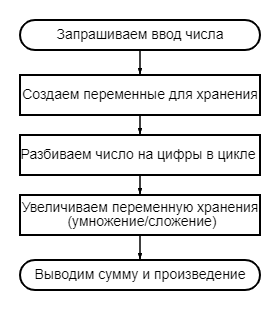 Запрашиваем ввод числа
Создаем переменные для хранения
Разбиваем число на цифры в цикле
Увеличиваем переменную хранения
(умножение/сложение)
Выводим сумму и произведение